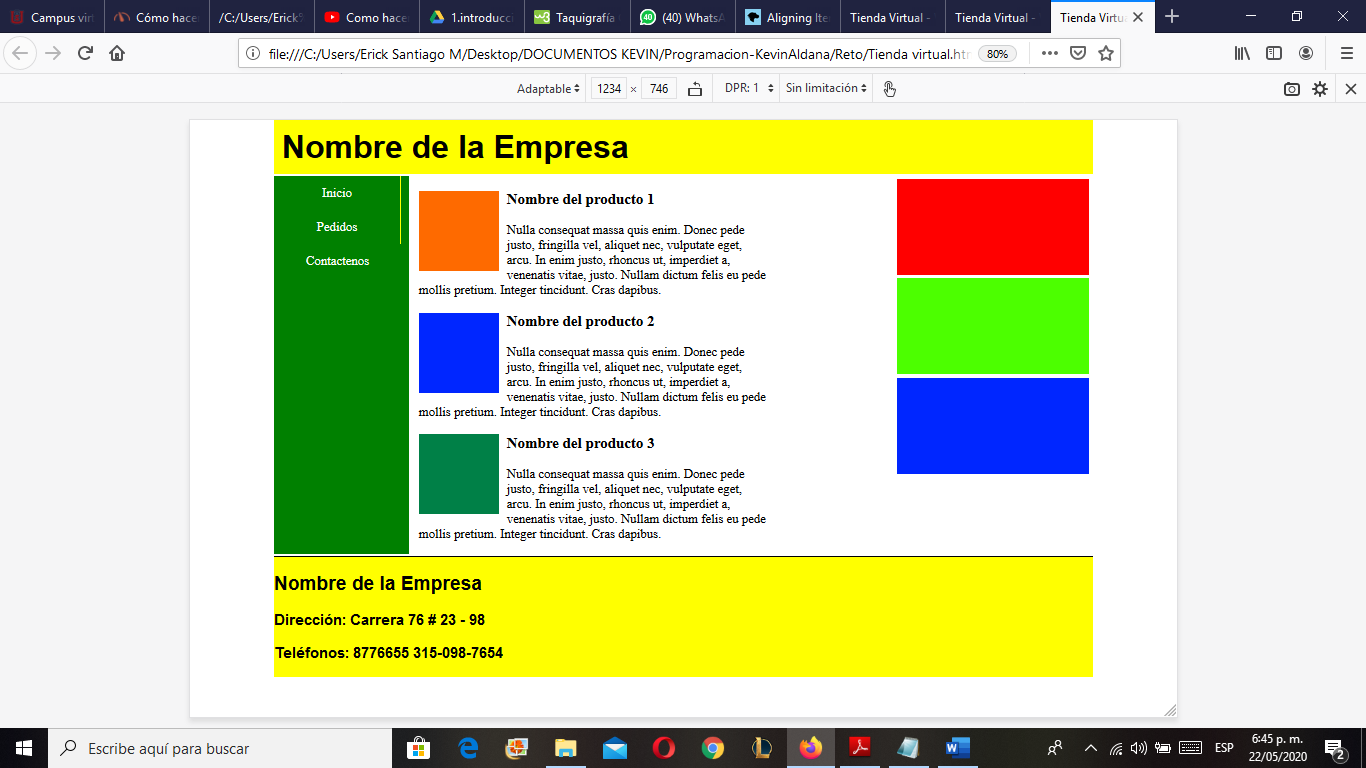 Campus virt
Cómo hacer
/C:/Users/Erick%
Como hacer
1.introducci
Taquigrafía
(40) WhatsA
Aligning Ite
Tienda Virtual -
Tienda Virtual -
Tienda Virtu
file:///C:/Users/Erick Santiago M/Desktop/DOCUMENTOS KEVIN/Programacion-KevinAldana/Reto/Tienda virtual.htm
80%
Adaptable
1234 × 746
DPR: 1
Sin limitación
Nombre de la Empresa
Inicio
Pedidos
Contactenos
Nombre del producto 1
Nulla consequat massa quis enim. Donec pede
justo, fringilla vel, aliquet nec, vulputate eget,
arcu. In enim justo, rhoncus ut, imperdiet a,
venenatis vitae, justo. Nullam dictum felis eu pede
mollis pretium. Integer tincidunt. Cras dapibus.
Nombre del producto 2
Nulla consequat massa quis enim. Donec pede
justo, fringilla vel, aliquet nec, vulputate eget,
arcu. In enim justo, rhoncus ut, imperdiet a,
venenatis vitae, justo. Nullam dictum felis eu pede
mollis pretium. Integer tincidunt. Cras dapibus.
Nombre del producto 3
Nulla consequat massa quis enim. Donec pede
justo, fringilla vel, aliquet nec, vulputate eget,
arcu. In enim justo, rhoncus ut, imperdiet a,
venenatis vitae, justo. Nullam dictum felis eu pede
mollis pretium. Integer tincidunt. Cras dapibus.
Nombre de la Empresa
Dirección: Carrera 76 # 23 - 98
Teléfonos: 8776655 315-098-7654
Escribe aquí para buscar
ESP
6:45 p. m.
22/05/2020
2